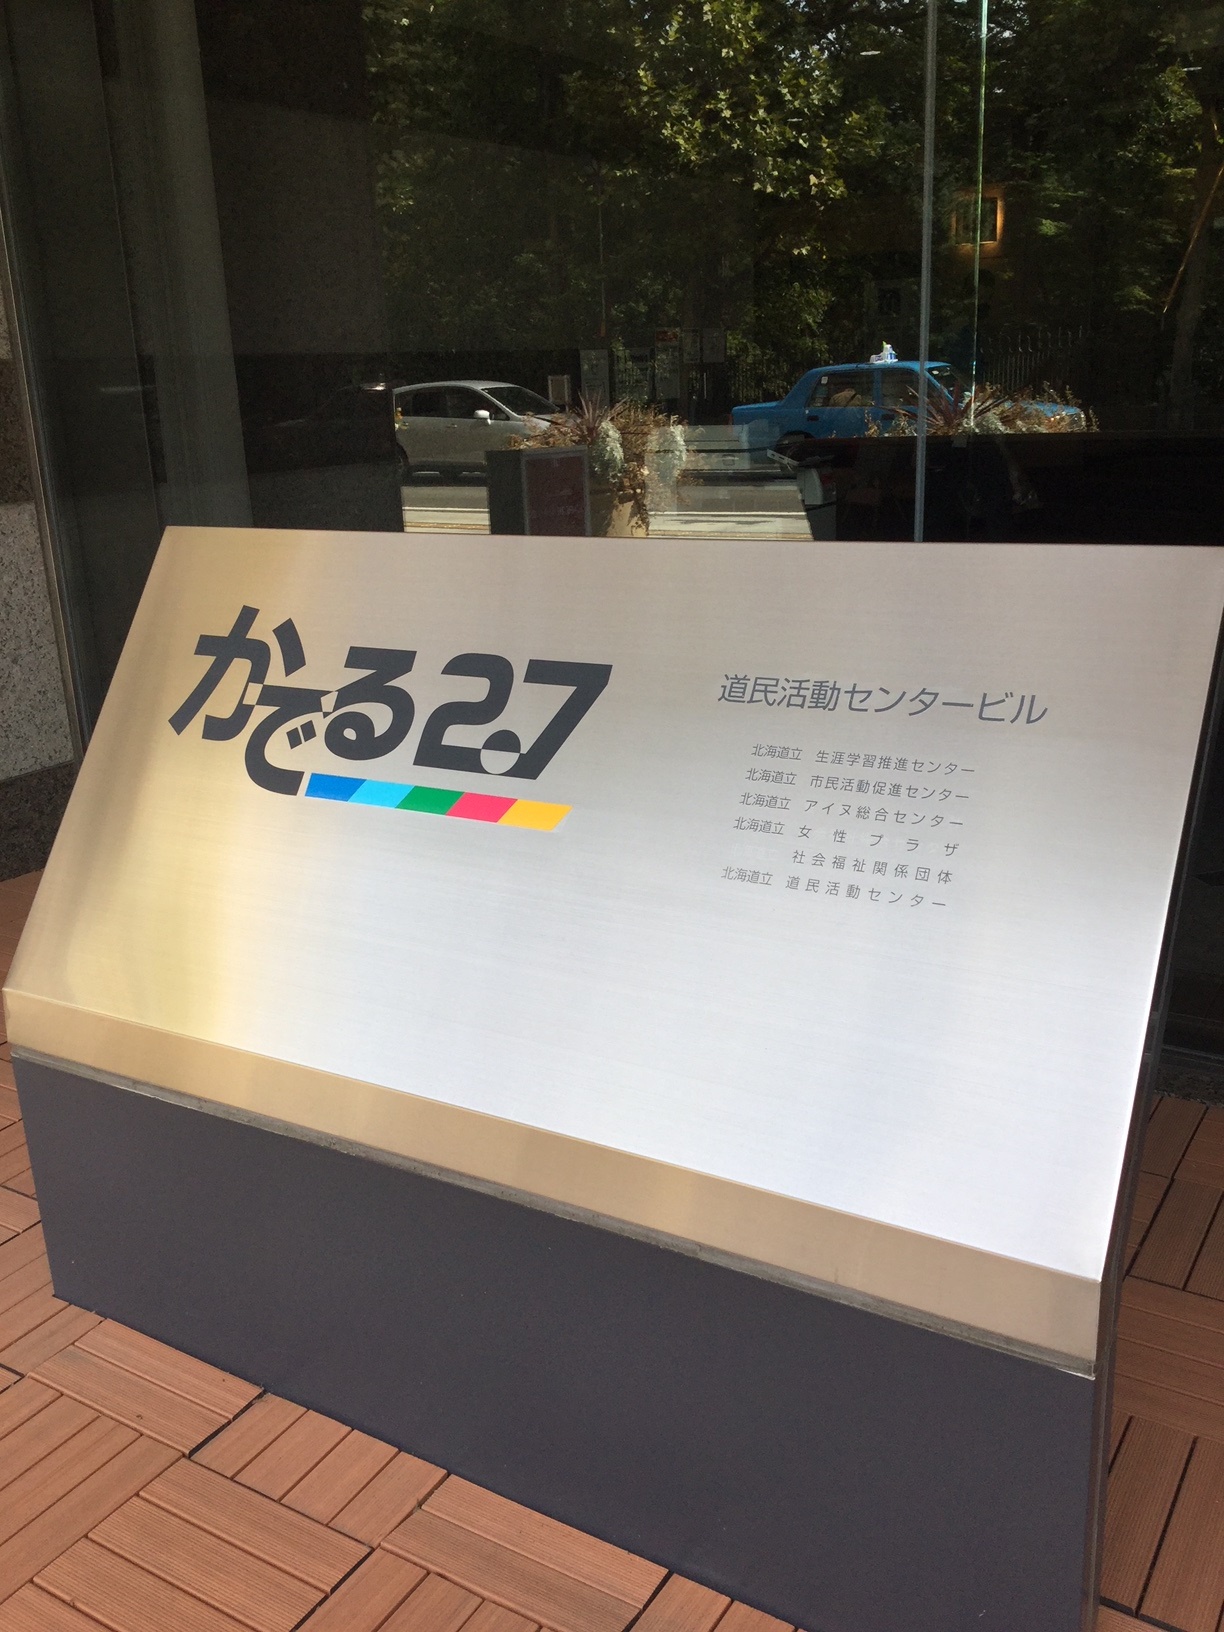 かでる2.7
道民活動センタービル
北海道立 生涯学習推進センター
北海道立 市民活動促進センター
北海道立 アイヌ総合センター
北海道立 女性プラザ
社会福祉関係団体
北海道立 道民活動センター